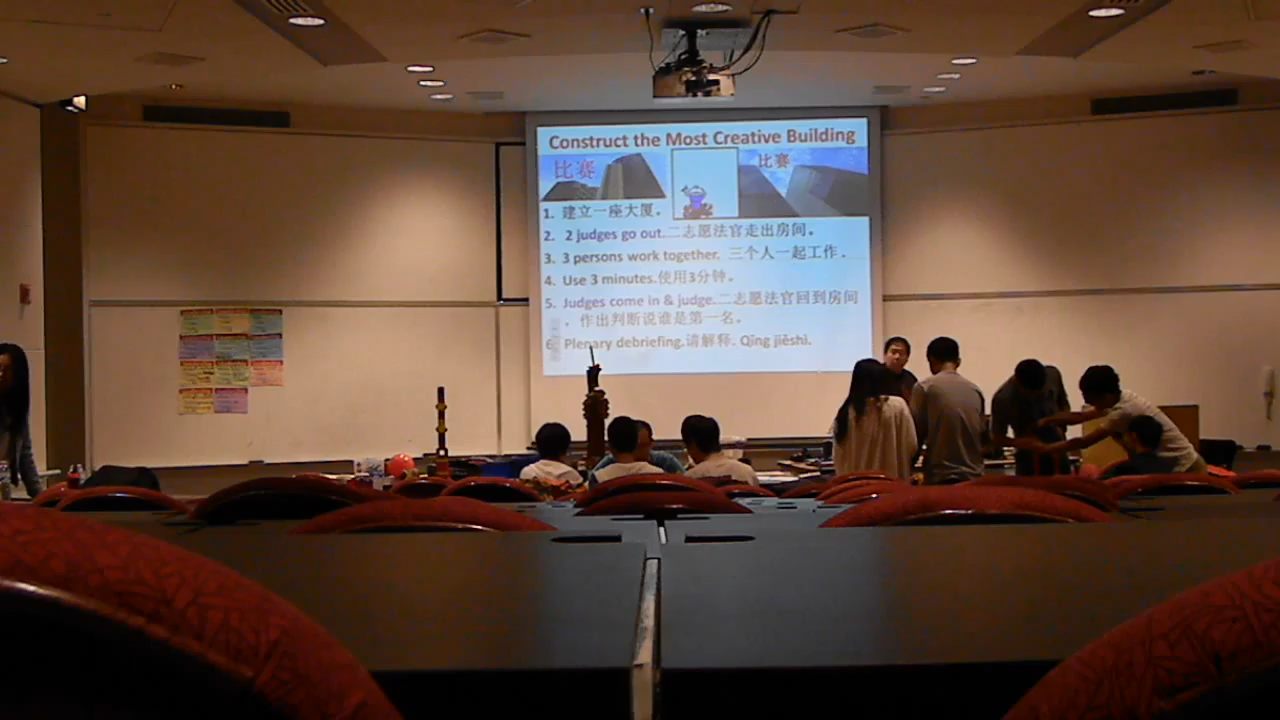 Construct the Most Creative Building
比赛
比赛
1. 建立一座大厦。
2. 2 judges go out.二志愿法官走出房间。
3. 3 persons work together, 三个人一起工作.
4. Use 3 minutes.使用3分钟。
5. Judges come in & judge.二志愿法官回到房间
，作出判断说谁是第一名。
6. Plenary debriefing.请解释. Qǐng jiěshì.